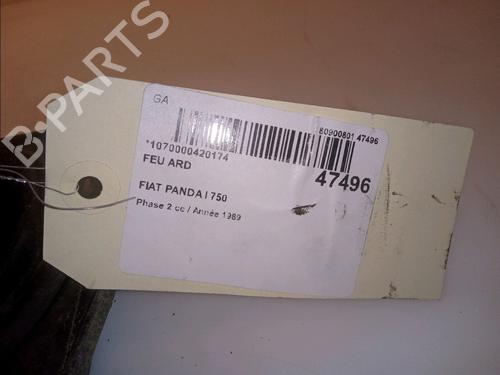 GA
80900801 47496
*1070000420174
FEU ARD
47496
FIAT PANDA I 750
Phase 2 cc / Année 1989
B-PARTS